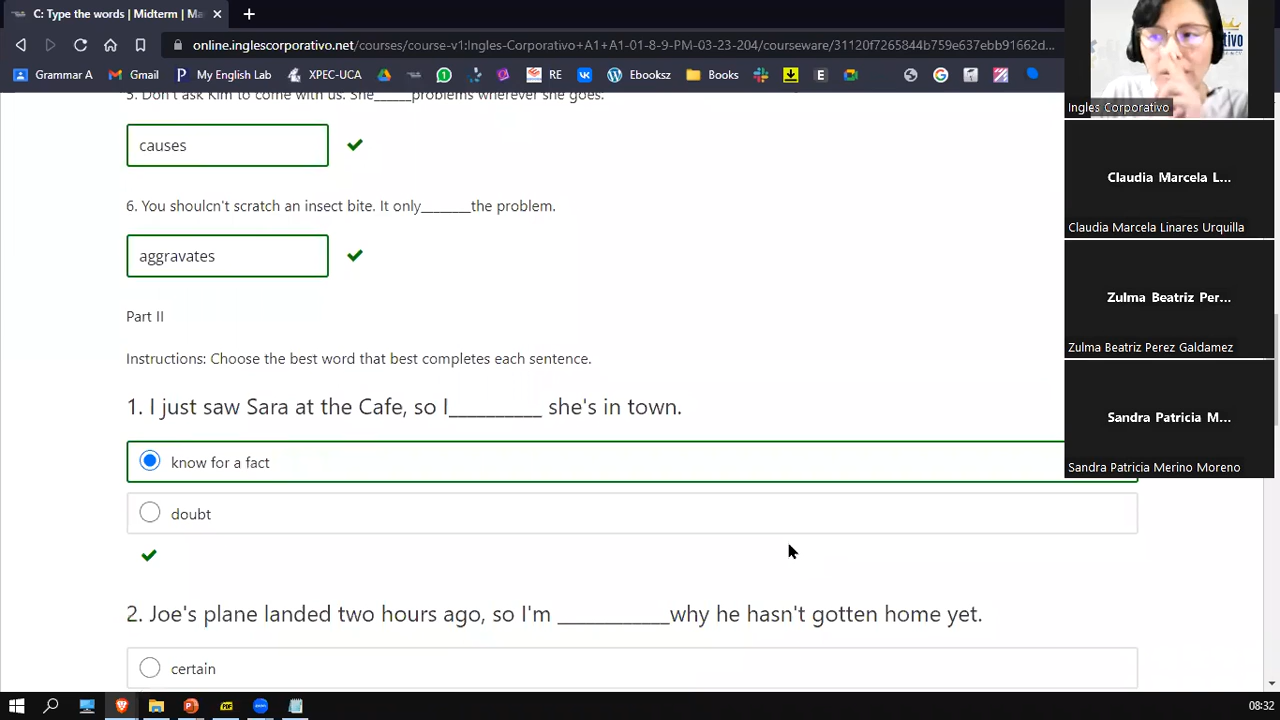 C: Type the words | Midterm | Ma
online.inglescorporativo.net/courses/course-v1:Ingles-Corporativo+A1+A1-01-8-9-PM-03-23-204/courseware/31120f7265844b759e637ebb91662d...
Grammar A Gmail My English Lab XPEC-UCA RE Ebooksz Books
5. Don't ask Kim to come with us. She______problems wherever she goes.
causes
6. You shoulcn't scratch an insect bite. It only_______the problem.
aggravates
Part II
Instructions: Choose the best word that best completes each sentence.
1. I just saw Sara at the Cafe, so I_________ she's in town.
know for a fact
doubt
2. Joe's plane landed two hours ago, so I'm ___________why he hasn't gotten home yet.
certain
Ingles Corporativo
Claudia Marcela L...
Claudia Marcela Linares Urquilla
Zulma Beatriz Per...
Zulma Beatriz Perez Galdamez
Sandra Patricia M...
Sandra Patricia Merino Moreno
08:32